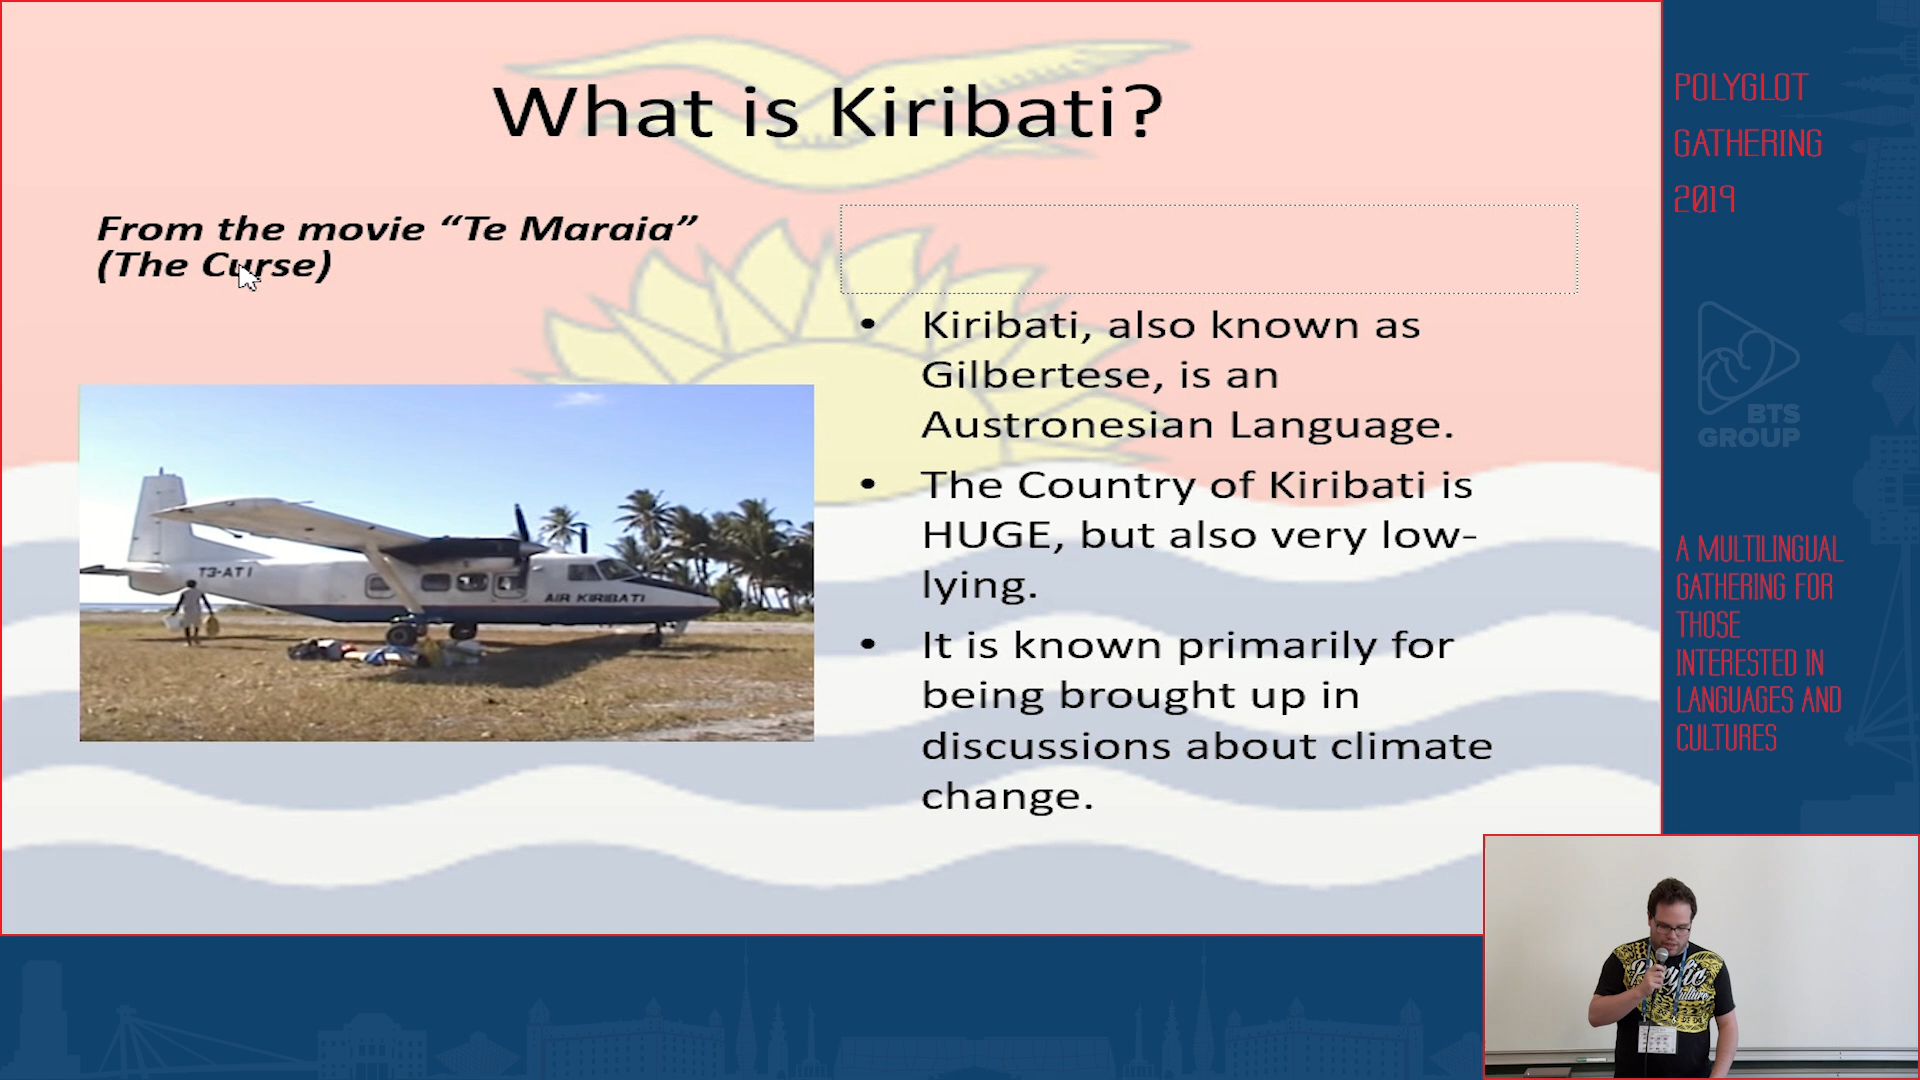 What is Kiribati?
From the movie “Te Maraia”
(The Curse)
T3-ATI
AIR KIRIBATI
• Kiribati, also known as
Gilbertese, is an
Austronesian Language.
• The Country of Kiribati is
HUGE, but also very low-
lying.
• It is known primarily for
being brought up in
discussions about climate
change.
POLYGLOT
GATHERING
2019
BTS
GROUP
A MULTILINGUAL
GATHERING FOR
THOSE
INTERESTED IN
LANGUAGES AND
CULTURES
Pacific
Culture